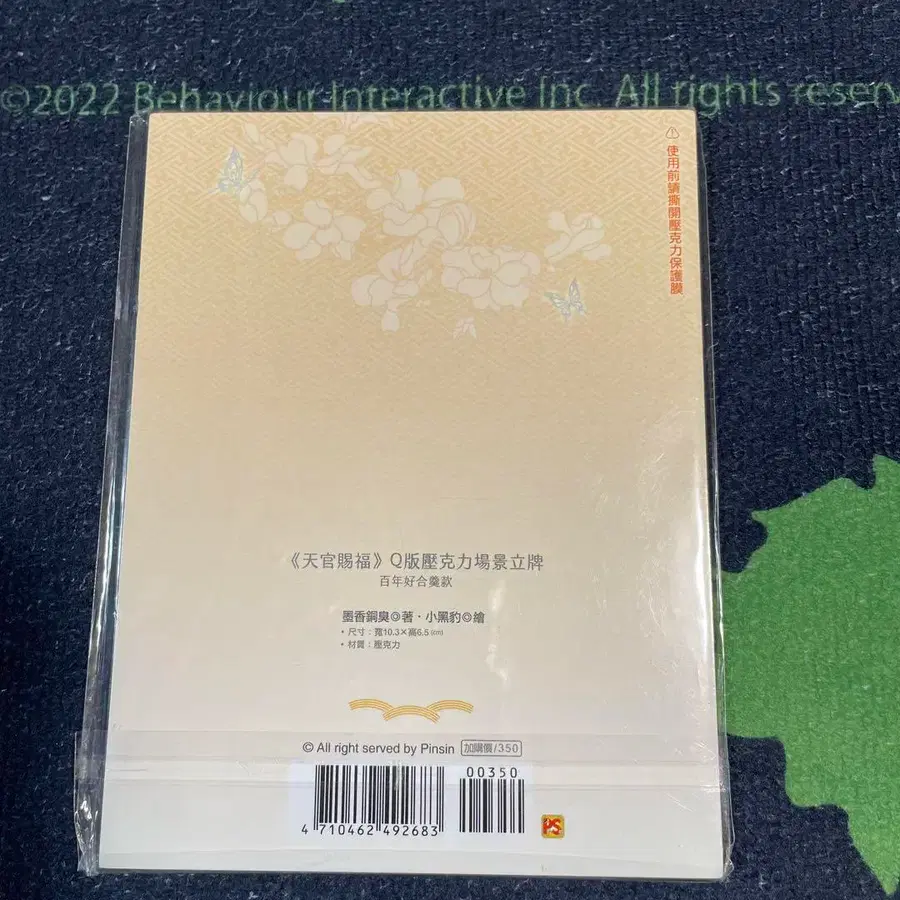 ©2022 Behaviour Interactive Inc. All rights reser
使用前請撕開壓克力保護膜
《天官賜福》Q版壓克力場景立牌
百年好合羹款
墨香銅臭◎著・小黑豹◎繪
• 尺寸：寬10.3×高6.5(cm)
• 材質：壓克力
© All right served by Pinsin 加購價/350
00350
4 710462 492683